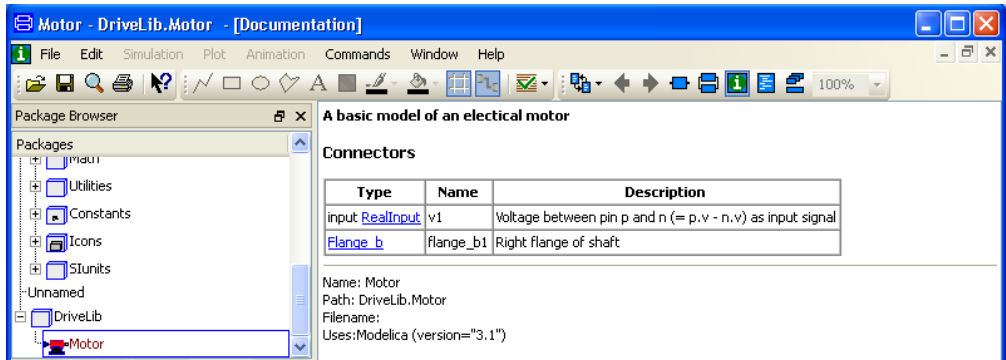 Motor - DriveLib.Motor - [Documentation]
File Edit Simulation Plot Animation Commands Window Help
A 100%
Package Browser
Packages
Math
Utilities
Constants
Icons
SIunits
Unnamed
DriveLib
Motor
A basic model of an electical motor
Connectors
Type Name Description
input RealInput v1 Voltage between pin p and n (= p.v - n.v) as input signal
Flange_b flange_b1 Right flange of shaft
Name: Motor
Path: DriveLib.Motor
Filename:
Uses:Modelica (version="3.1")